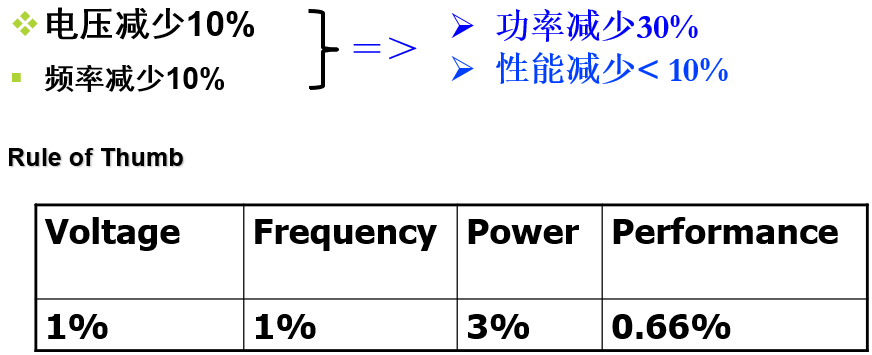 电压减少10%
频率减少10%
=>
功率减少30%
性能减少< 10%
Rule of Thumb
Voltage Frequency Power Performance
1% 1% 3% 0.66%